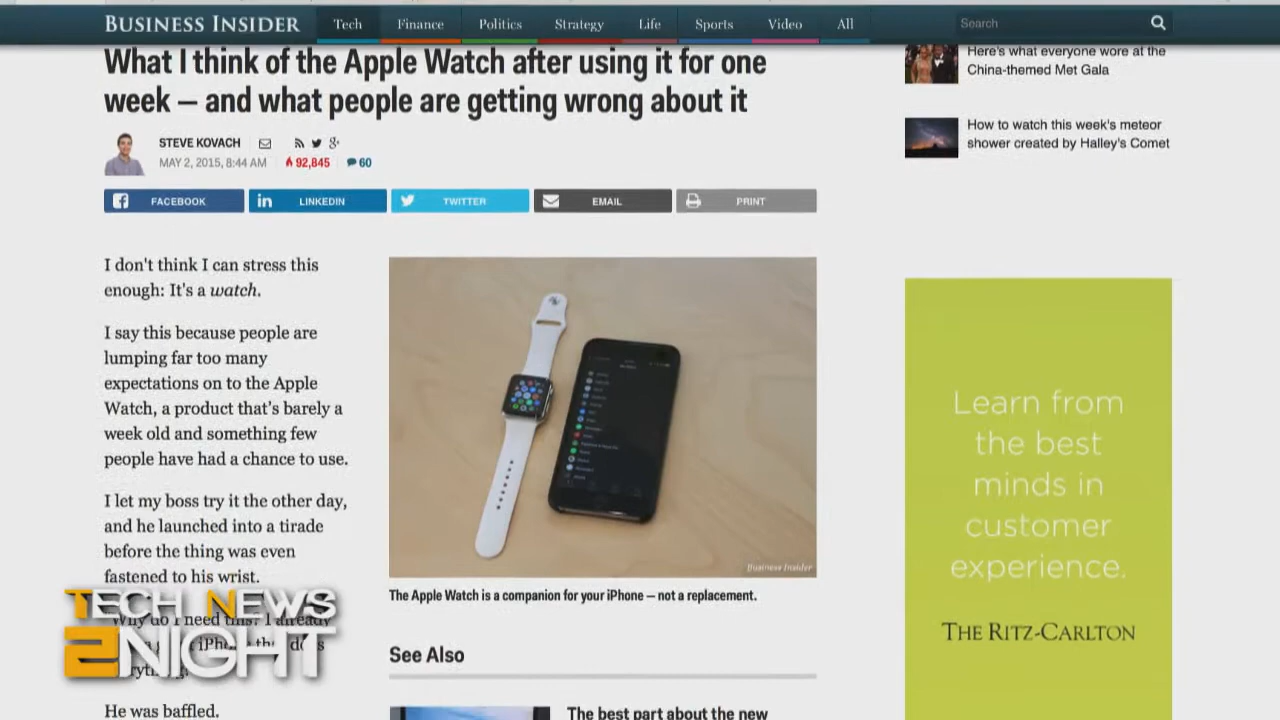 BUSINESS INSIDER
Tech
Finance
Politics
Strategy
Life
Sports
Video
All
Search
What I think of the Apple Watch after using it for one
week — and what people are getting wrong about it
STEVE KOVACH
MAY 2, 2015, 8:44 AM
92,845
60
FACEBOOK
LINKEDIN
TWITTER
EMAIL
PRINT
I don't think I can stress this
enough: It's a watch.
I say this because people are
lumping far too many
expectations on to the Apple
Watch, a product that's barely a
week old and something few
people have had a chance to use.
I let my boss try it the other day,
and he launched into a tirade
before the thing was even
fastened to his wrist.
"Why do I need this? I already
He was baffled.
TECH NEWS
2NIGHT
Business Insider
The Apple Watch is a companion for your iPhone — not a replacement.
See Also
The best part about the new
Here's what everyone wore at the
China-themed Met Gala
How to watch this week's meteor
shower created by Halley's Comet
Learn from
the best
minds in
customer
experience.
THE RITZ-CARLTON